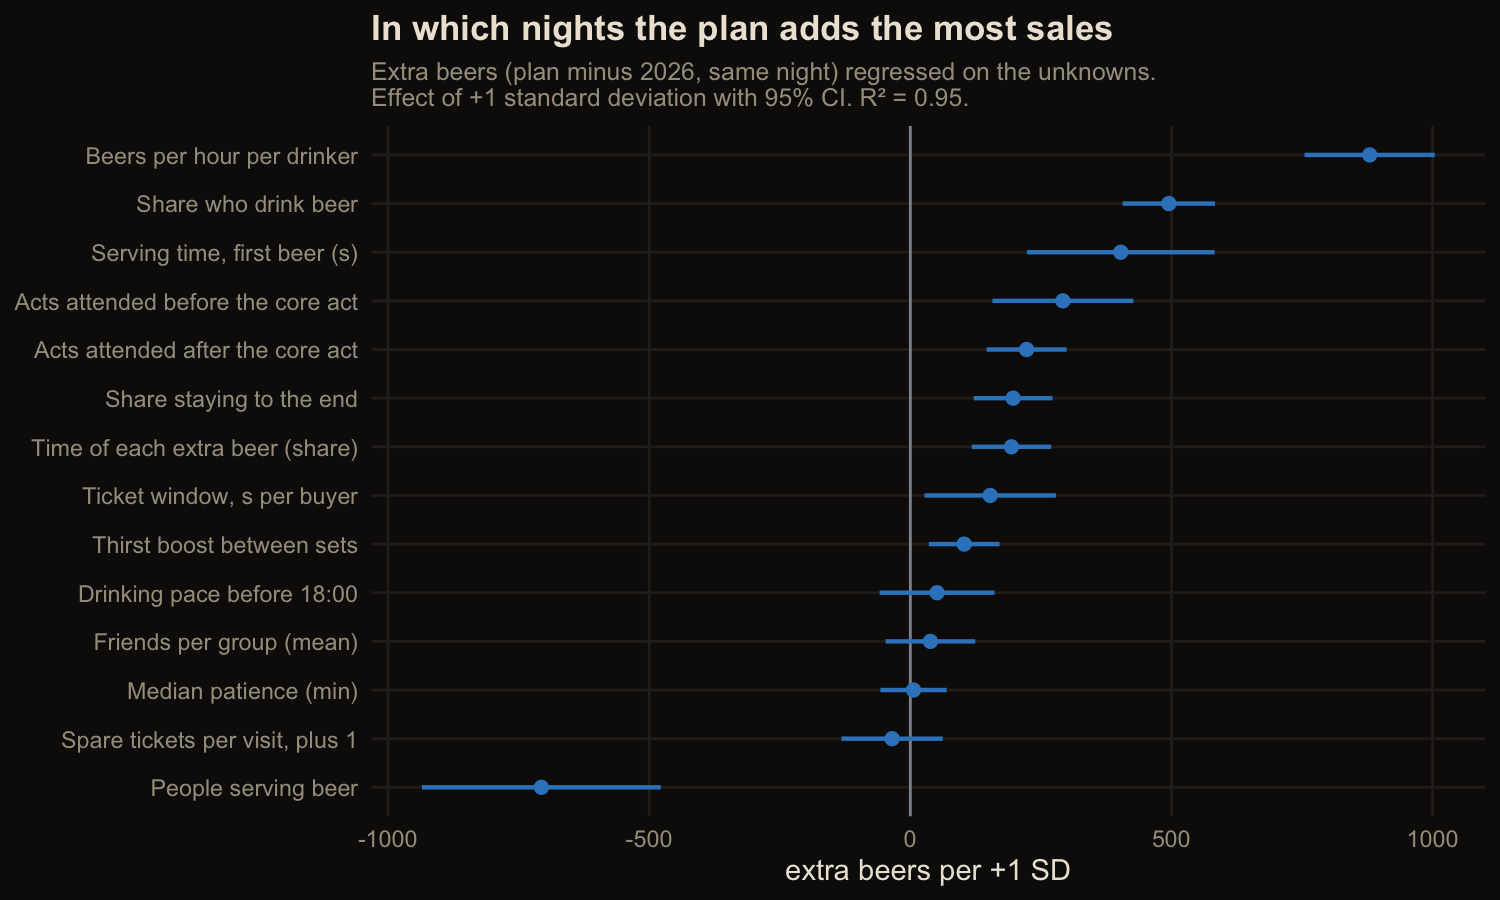 In which nights the plan adds the most sales
Extra beers (plan minus 2026, same night) regressed on the unknowns.
Effect of +1 standard deviation with 95% CI. R² = 0.95.
Beers per hour per drinker
Share who drink beer
Serving time, first beer (s)
Acts attended before the core act
Acts attended after the core act
Share staying to the end
Time of each extra beer (share)
Ticket window, s per buyer
Thirst boost between sets
Drinking pace before 18:00
Friends per group (mean)
Median patience (min)
Spare tickets per visit, plus 1
People serving beer
-1000 -500 0 500 1000
extra beers per +1 SD